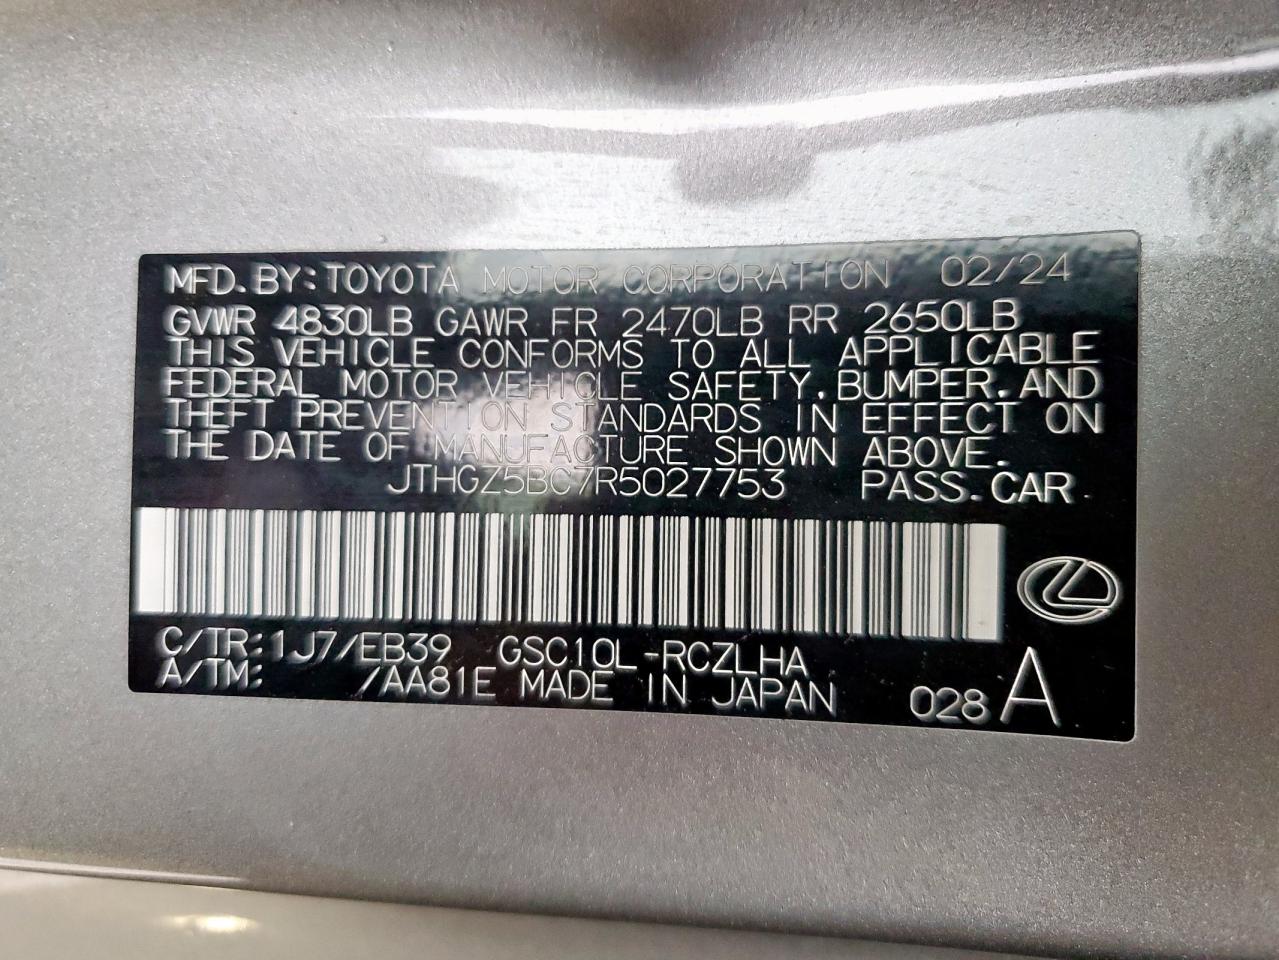 MFD. BY: TOYOTA MOTOR CORPORATION 02/24
GVWR 4830LB GAWR FR 2470LB RR 2650LB
THIS VEHICLE CONFORMS TO ALL APPLICABLE
FEDERAL MOTOR VEHICLE SAFETY, BUMPER, AND
THEFT PREVENTION STANDARDS IN EFFECT ON
THE DATE OF MANUFACTURE SHOWN ABOVE.
JTHGZ5BC7R5027753 PASS. CAR
C/TR: 1J7/EB39 GSC10L-RCZLHA
A/TM: /AA81E MADE IN JAPAN 028 A